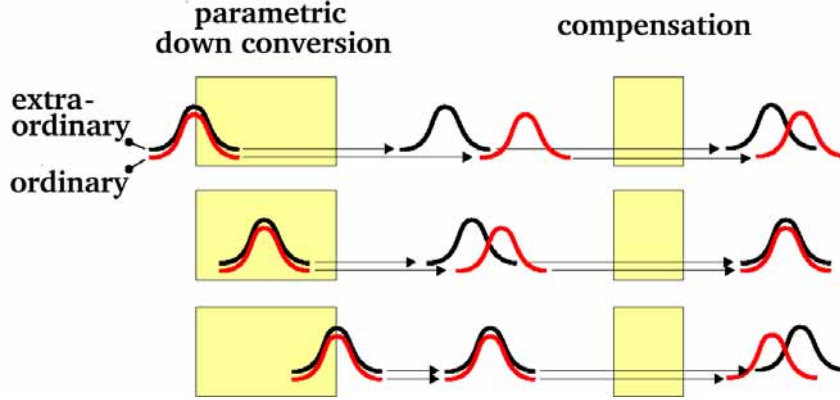 parametric
down conversion
compensation
extra-
ordinary
ordinary